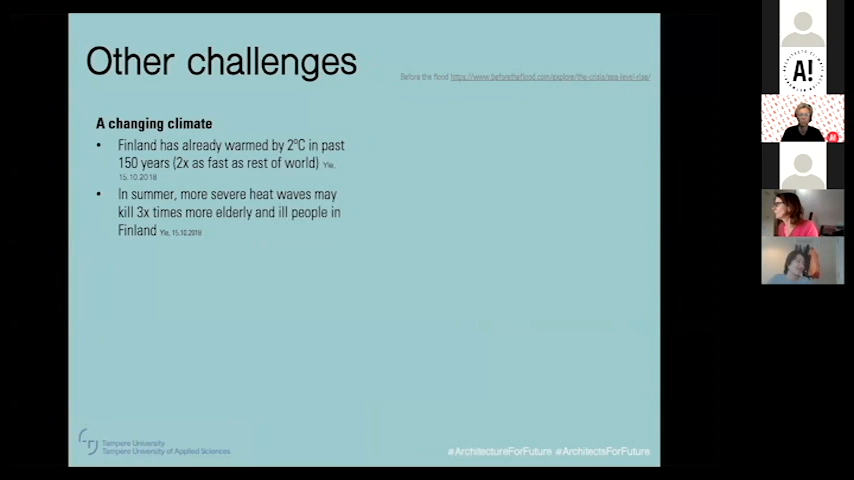 Other challenges
Before the flood https://www.beforetheflood.com/explore/the-crisis/sea-level-rise/
A changing climate
• Finland has already warmed by 2ºC in past
150 years (2x as fast as rest of world) Yle,
15.10.2018
• In summer, more severe heat waves may
kill 3x times more elderly and ill people in
Finland Yle, 15.10.2018
Tampere University
Tampere University of Applied Sciences
#ArchitectureForFuture #ArchitectsForFuture
A!